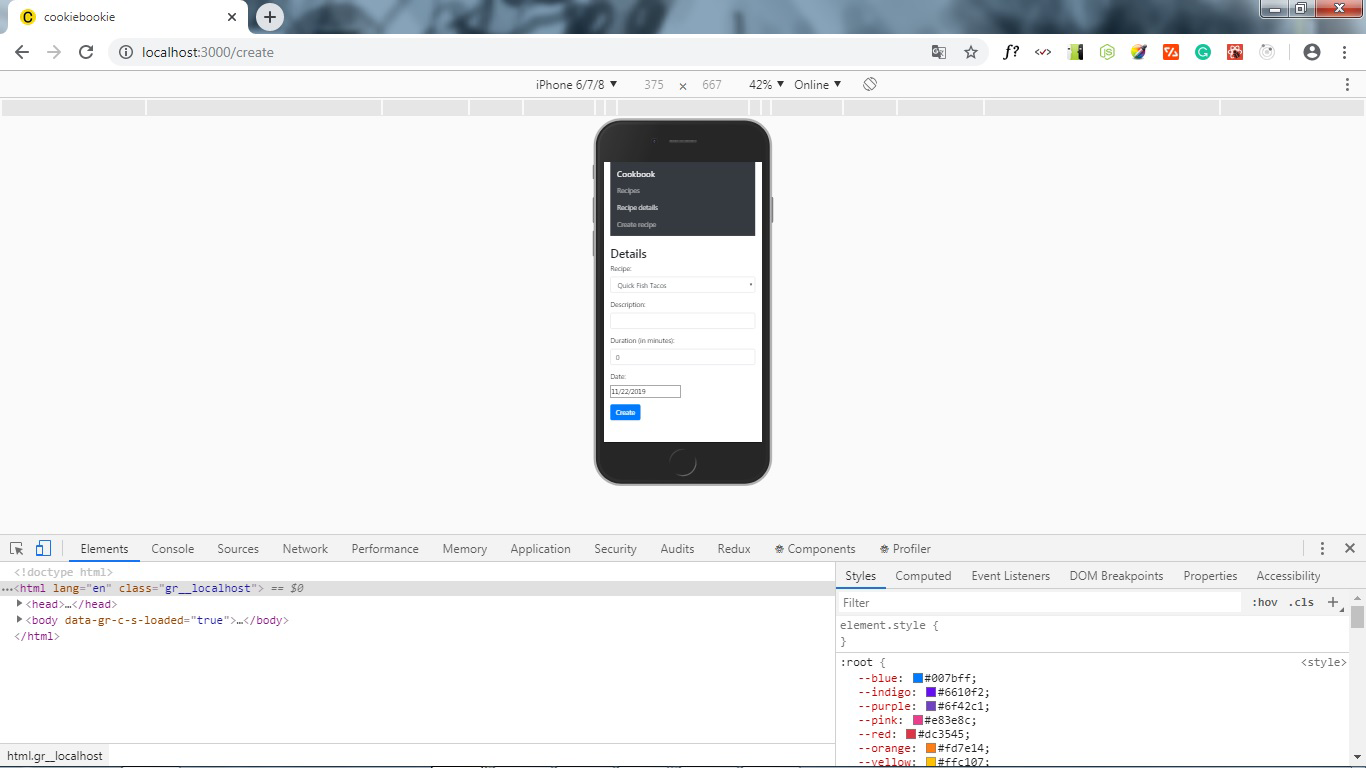 C cookiebookie
localhost:3000/create
f?
iPhone 6/7/8 ▼ 375 × 667 42% ▼ Online ▼
Cookbook
Recipes
Recipe details
Create recipe
Details
Recipe:
Quick Fish Tacos
Description:
Duration (in minutes):
0
Date:
11/22/2019
Create
Elements Console Sources Network Performance Memory Application Security Audits Redux Components Profiler
<!doctype html>
…<html lang="en" class="gr__localhost"> == $0
<head>…</head>
<body data-gr-c-s-loaded="true">…</body>
</html>
html.gr__localhost
Styles Computed Event Listeners DOM Breakpoints Properties Accessibility
Filter :hov .cls +
element.style {
}
:root { <style>
--blue: #007bff;
--indigo: #6610f2;
--purple: #6f42c1;
--pink: #e83e8c;
--red: #dc3545;
--orange: #fd7e14;
--yellow: #ffc107;